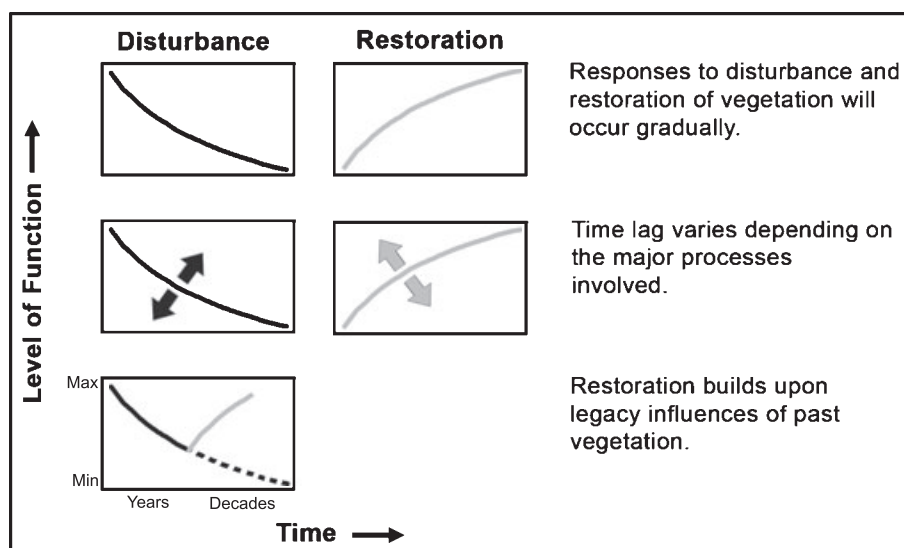 Disturbance
Restoration
Responses to disturbance and
restoration of vegetation will
occur gradually.
Time lag varies depending on
the major processes
involved.
Level of Function
Max
Min
Years
Decades
Restoration builds upon
legacy influences of past
vegetation.
Time